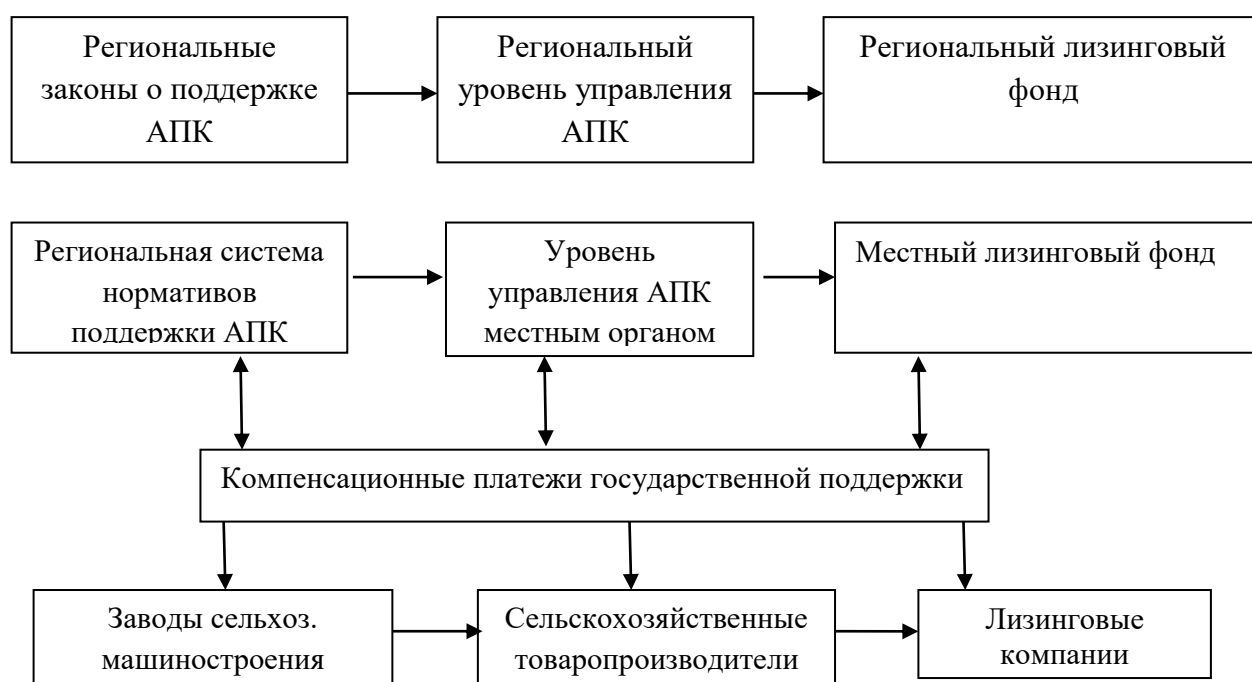 Региональные
законы о поддержке
АПК
Региональный
уровень управления
АПК
Региональный лизинговый
фонд
Региональная система
нормативов
поддержки АПК
Уровень
управления АПК
местным органом
Местный лизинговый фонд
Компенсационные платежи государственной поддержки
Заводы сельхоз.
машиностроения
Сельскохозяйственные
товаропроизводители
Лизинговые
компании